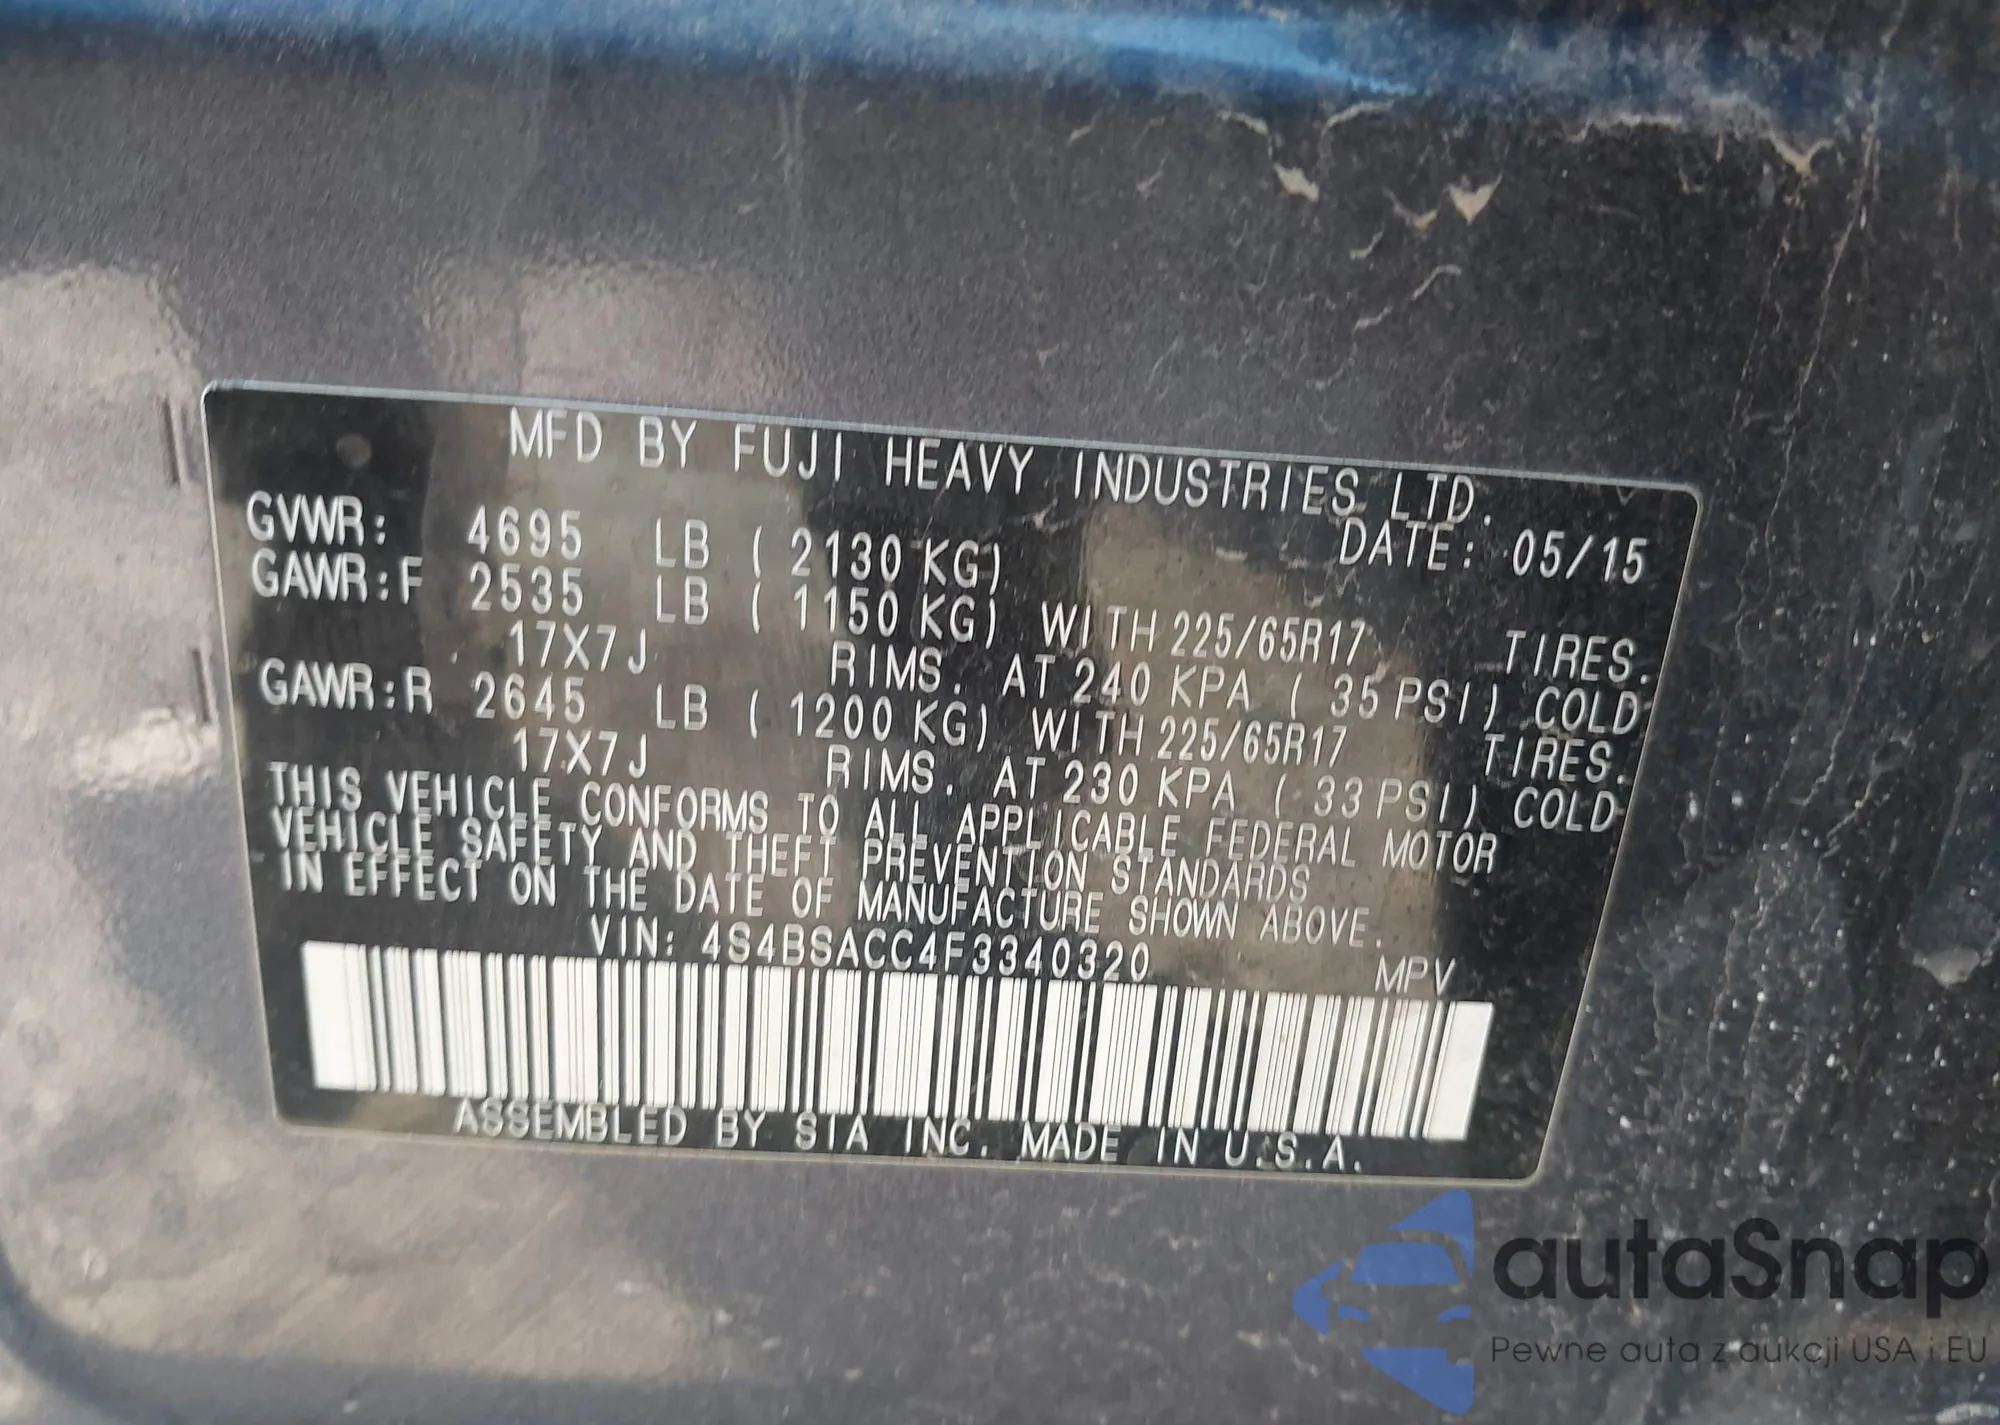 MFD BY FUJI HEAVY INDUSTRIES LTD.
DATE: 05/15
GVWR: 4695 LB ( 2130 KG)
GAWR:F 2535 LB ( 1150 KG) WITH 225/65R17 TIRES.
17X7J RIMS. AT 240 KPA ( 35 PSI) COLD
GAWR:R 2645 LB ( 1200 KG) WITH 225/65R17 TIRES.
17X7J RIMS. AT 230 KPA ( 33 PSI) COLD
THIS VEHICLE CONFORMS TO ALL APPLICABLE FEDERAL MOTOR
VEHICLE SAFETY AND THEFT PREVENTION STANDARDS
IN EFFECT ON THE DATE OF MANUFACTURE SHOWN ABOVE.
VIN: 4S4BSACC4F3340320 MPV
ASSEMBLED BY SIA INC. MADE IN U.S.A.
autaSnap
Pewne auta z aukcji USA i EU